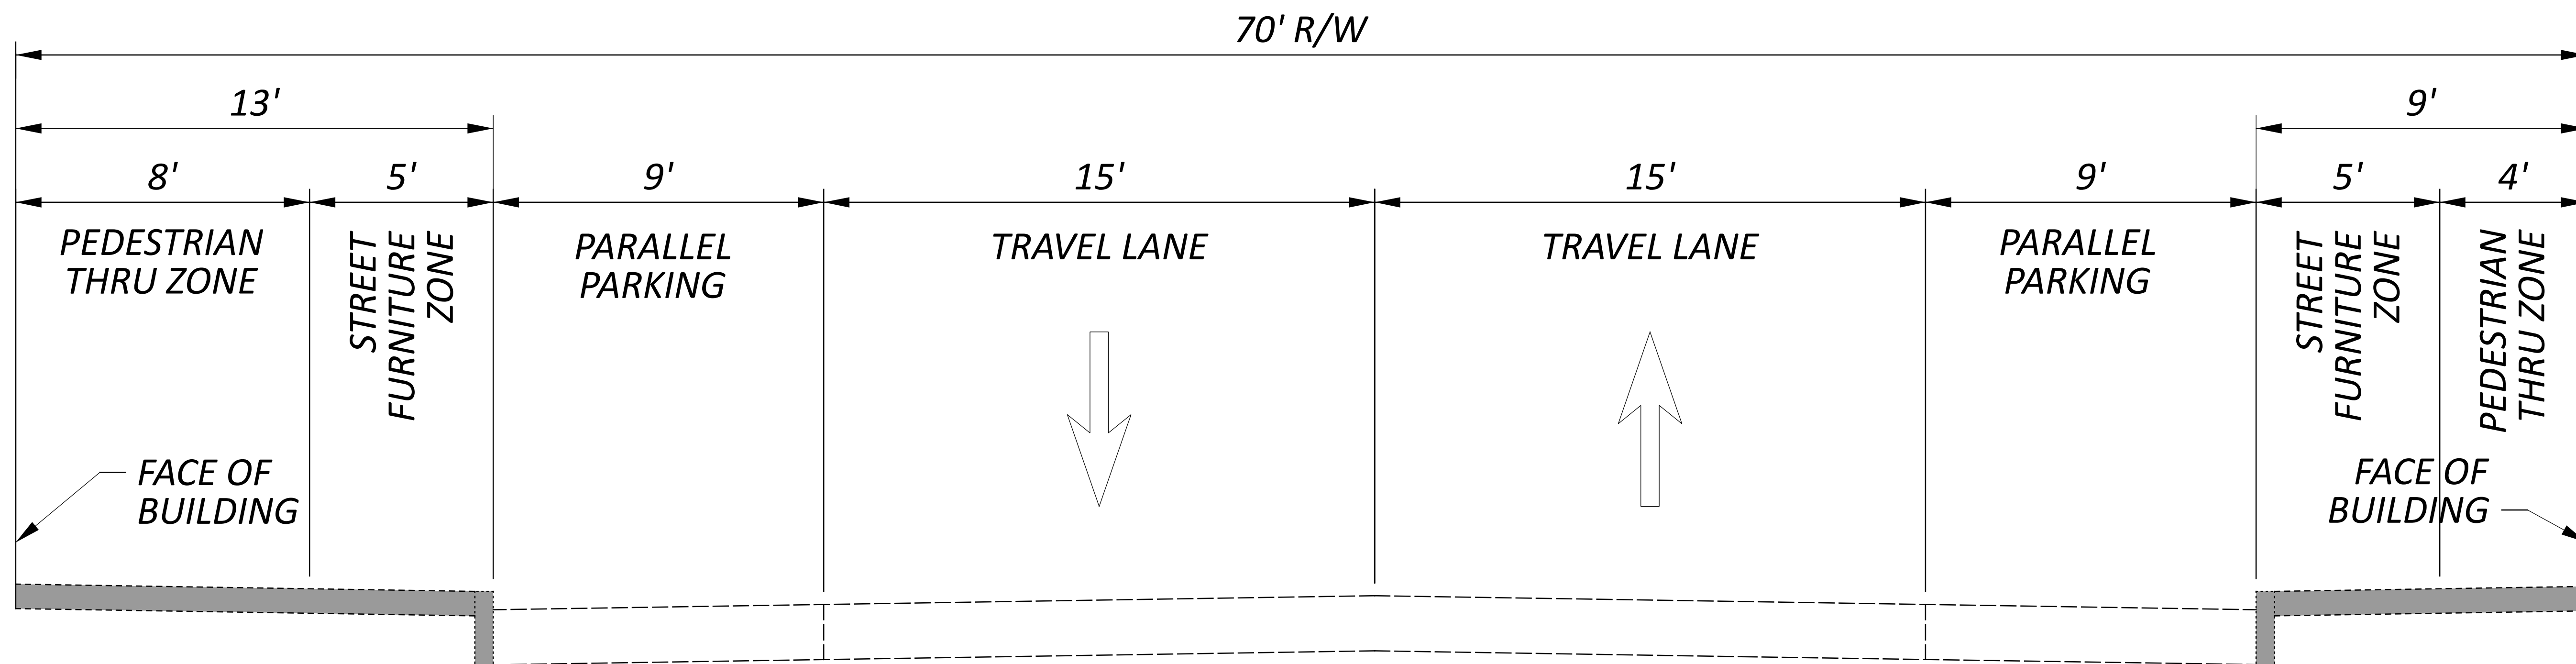 70' R/W
13'
9'
8'
5'
9'
15'
15'
9'
5'
4'
PEDESTRIAN
THRU ZONE
STREET
FURNITURE
ZONE
PARALLEL
PARKING
TRAVEL LANE
TRAVEL LANE
PARALLEL
PARKING
STREET
FURNITURE
ZONE
PEDESTRIAN
THRU ZONE
FACE OF
BUILDING
FACE OF
BUILDING